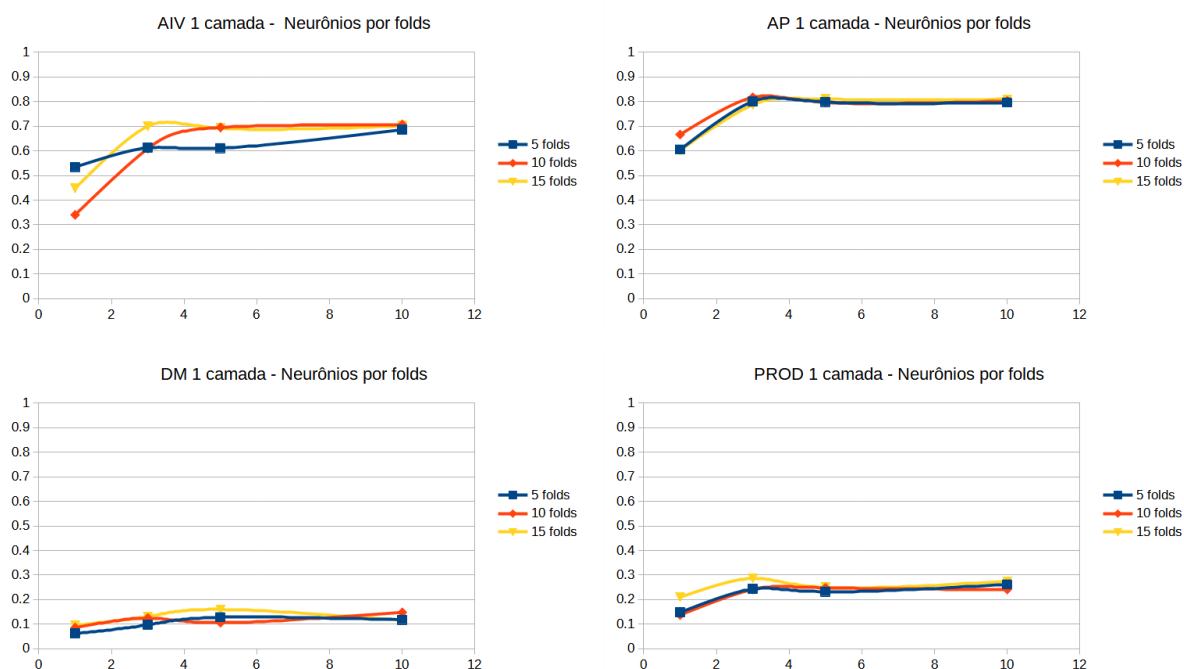 AIV 1 camada -  Neurônios por folds
1
0.9
0.8
0.7
0.6
0.5
0.4
0.3
0.2
0.1
0
0 2 4 6 8 10 12
5 folds
10 folds
15 folds
AP 1 camada - Neurônios por folds
1
0.9
0.8
0.7
0.6
0.5
0.4
0.3
0.2
0.1
0
0 2 4 6 8 10 12
5 folds
10 folds
15 folds
DM 1 camada - Neurônios por folds
1
0.9
0.8
0.7
0.6
0.5
0.4
0.3
0.2
0.1
0
0 2 4 6 8 10 12
5 folds
10 folds
15 folds
PROD 1 camada - Neurônios por folds
1
0.9
0.8
0.7
0.6
0.5
0.4
0.3
0.2
0.1
0
0 2 4 6 8 10 12
5 folds
10 folds
15 folds